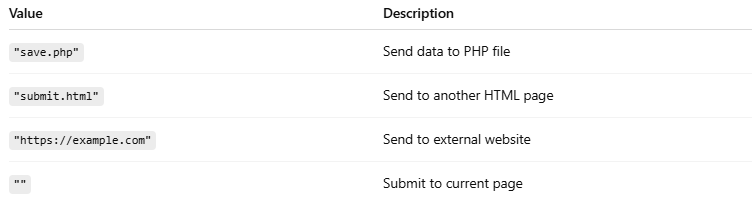 Value Description
"save.php" Send data to PHP file
"submit.html" Send to another HTML page
"https://example.com" Send to external website
"" Submit to current page